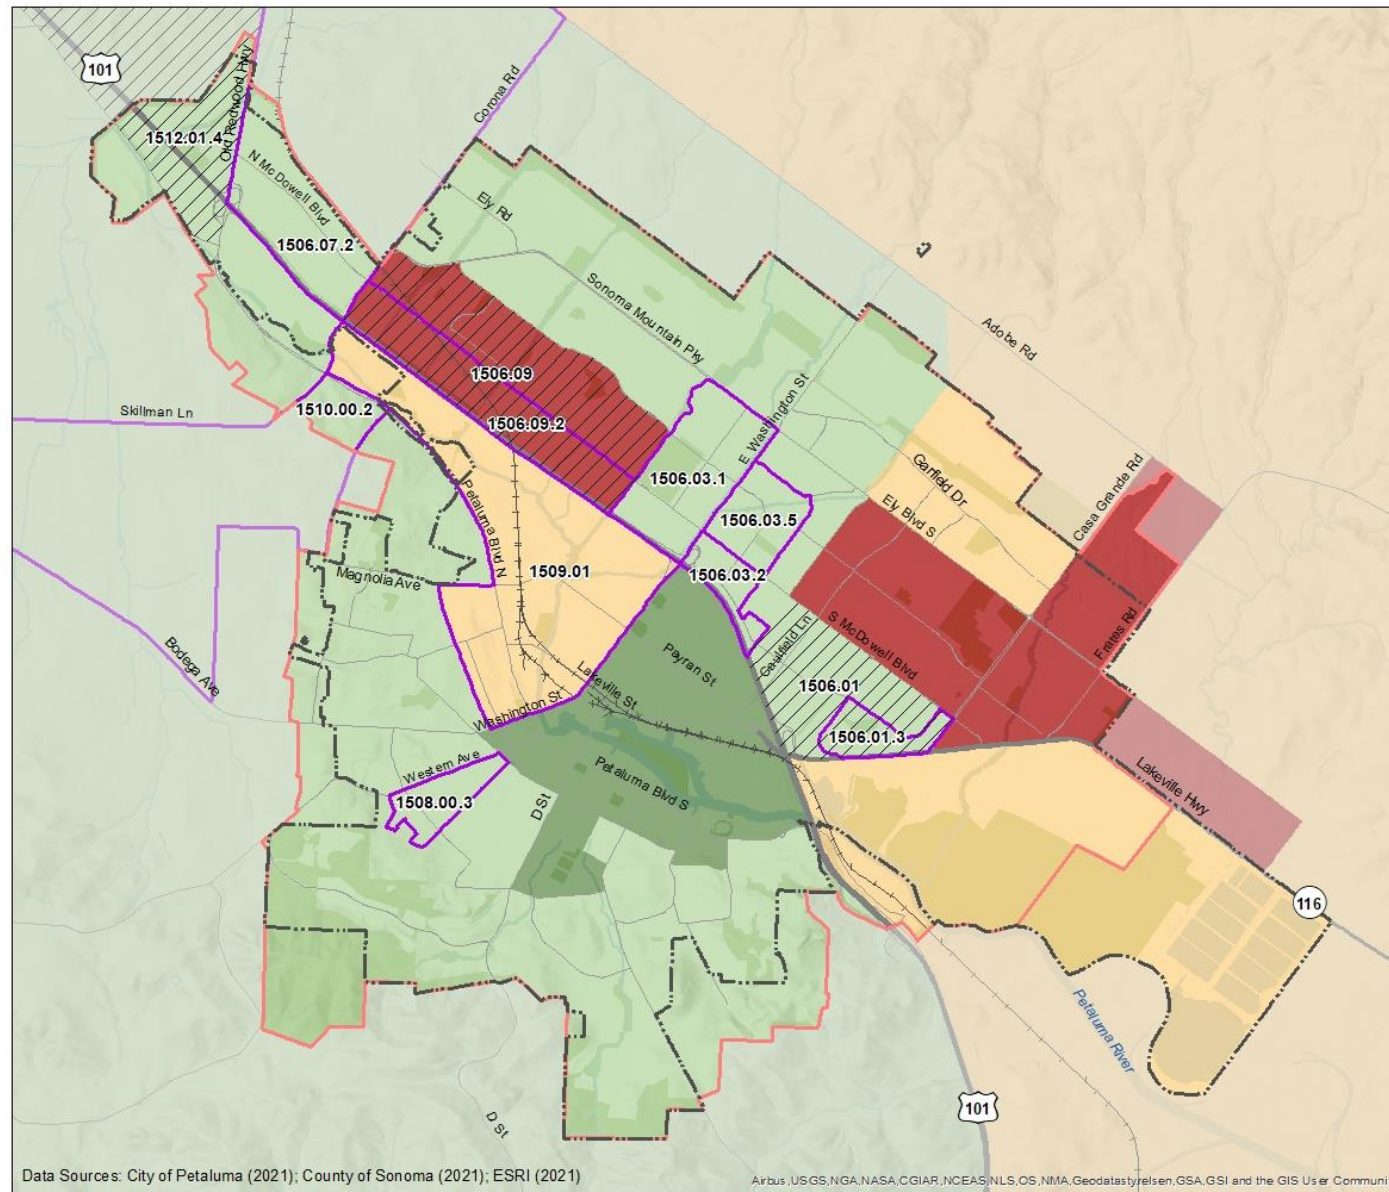 101
Old Redwood Hwy
Corona Rd
1512.01.4
N McDowell Blvd
Ely Rd
1506.07.2
Sonoma Mountain Pky
Adobe Rd
1506.09
Skillman Ln
1510.00.2
1506.09.2
E Washington St
Garfield Dr
Casa Grande Rd
1506.03.1
Ely Blvd S
1506.03.5
Petaluma Blvd N
1509.01
1506.03.2
Magnolia Ave
Bodega Ave
Payran St
Caulfield Ln
S McDowell Blvd
Frates Rd
1506.01
Lakeville St
Washington St
1506.01.3
Western Ave
Petaluma Blvd S
Lakeville Hwy
1508.00.3
D St
116
Petaluma River
101
D St
Data Sources: City of Petaluma (2021); County of Sonoma (2021); ESRI (2021)
Airbus,USGS,NGA,NASA,CGIAR,NCEAS,NLS,OS,NMA,Geodatastyrelsen,GSA,GSI and the GIS User Communi